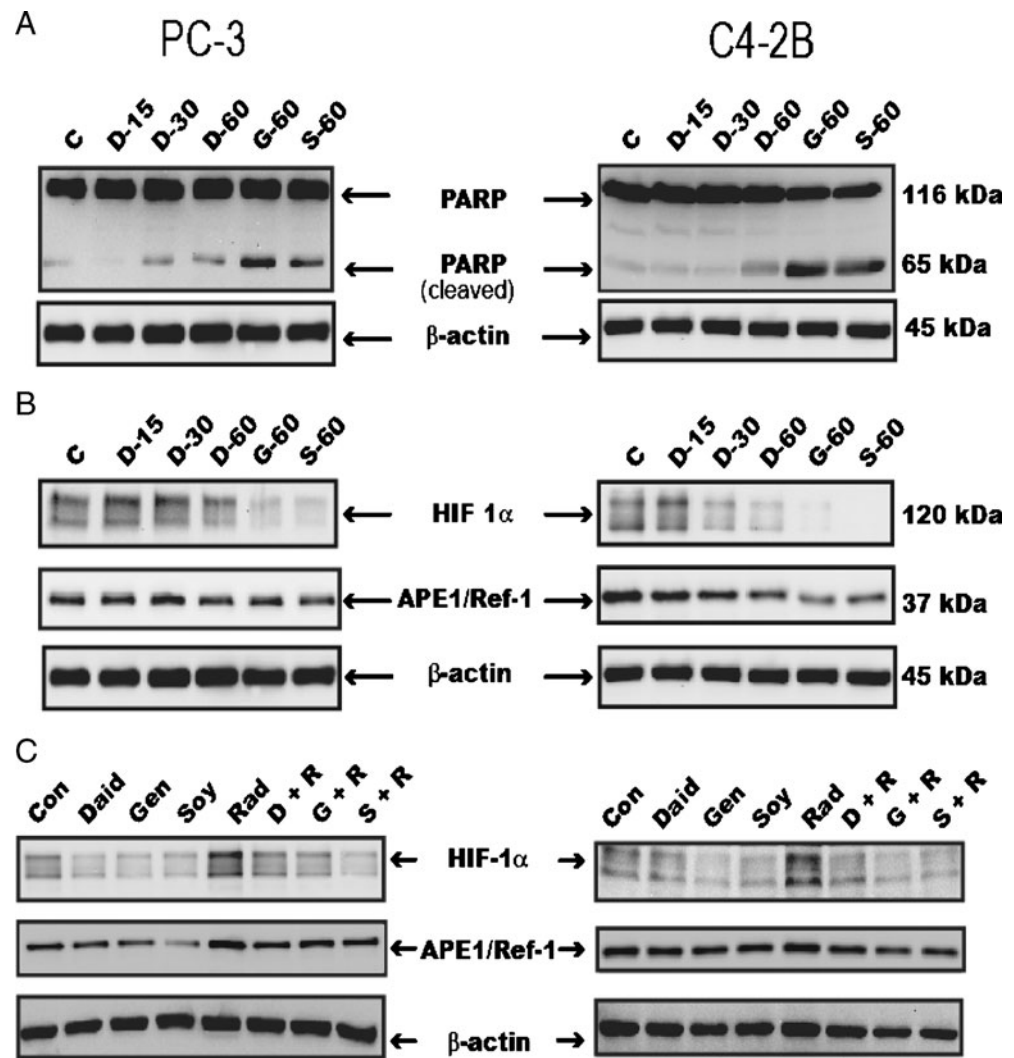 A
PC-3
C4-2B
C D-15 D-30 D-60 G-60 S-60
C D-15 D-30 D-60 G-60 S-60
← PARP → 116 kDa
← PARP → 65 kDa
(cleaved)
← β-actin → 45 kDa
B
C D-15 D-30 D-60 G-60 S-60
C D-15 D-30 D-60 G-60 S-60
← HIF 1α → 120 kDa
← APE1/Ref-1 → 37 kDa
← β-actin → 45 kDa
C
Con Daid Gen Soy Rad D + R G + R S + R
Con Daid Gen Soy Rad D + R G + R S + R
← HIF-1α →
← APE1/Ref-1 →
← β-actin →